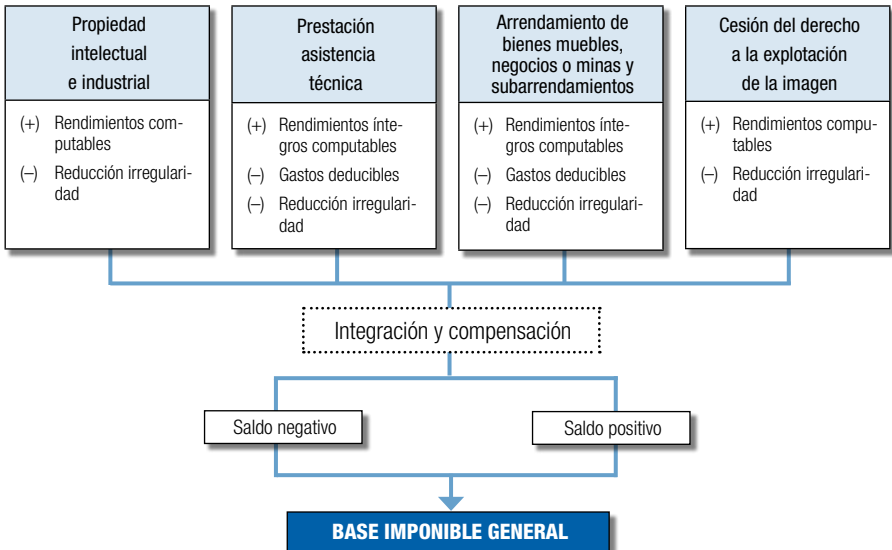 Propiedad
intelectual
e industrial
(+) Rendimientos com-
putables
(–) Reducción irregulari-
dad
Prestación
asistencia
técnica
(+) Rendimientos ínte-
gros computables
(–) Gastos deducibles
(–) Reducción irregulari-
dad
Arrendamiento de
bienes muebles,
negocios o minas y
subarrendamientos
(+) Rendimientos ínte-
gros computables
(–) Gastos deducibles
(–) Reducción irregulari-
dad
Cesión del derecho
a la explotación
de la imagen
(+) Rendimientos compu-
tables
(–) Reducción irregulari-
dad
Integración y compensación
Saldo negativo
Saldo positivo
BASE IMPONIBLE GENERAL